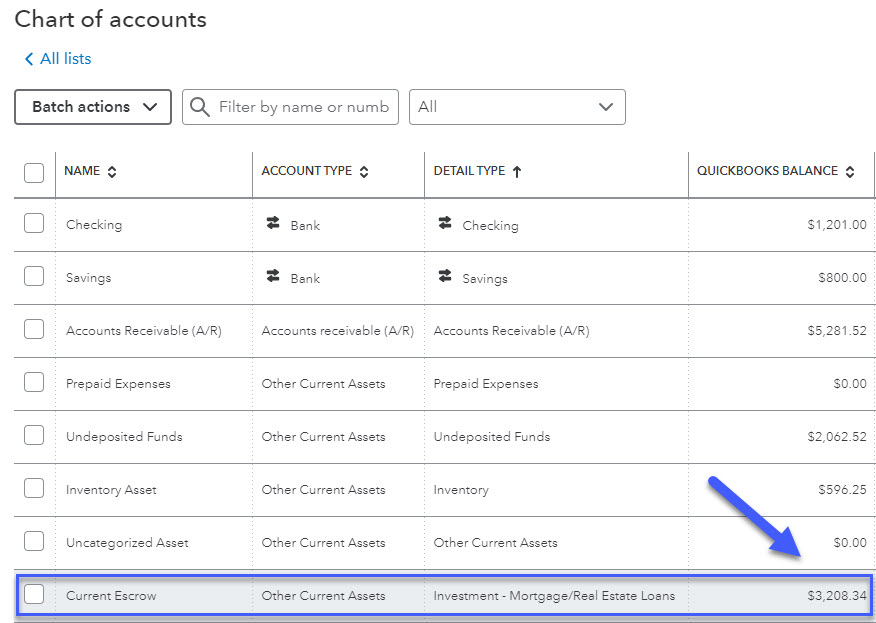 Chart of accounts
All lists
Batch actions Filter by name or numb All
NAME ACCOUNT TYPE DETAIL TYPE QUICKBOOKS BALANCE
Checking Bank Checking $1,201.00
Savings Bank Savings $800.00
Accounts Receivable (A/R) Accounts receivable (A/R) Accounts Receivable (A/R) $5,281.52
Prepaid Expenses Other Current Assets Prepaid Expenses $0.00
Undeposited Funds Other Current Assets Undeposited Funds $2,062.52
Inventory Asset Other Current Assets Inventory $596.25
Uncategorized Asset Other Current Assets Other Current Assets $0.00
Current Escrow Other Current Assets Investment - Mortgage/Real Estate Loans $3,208.34